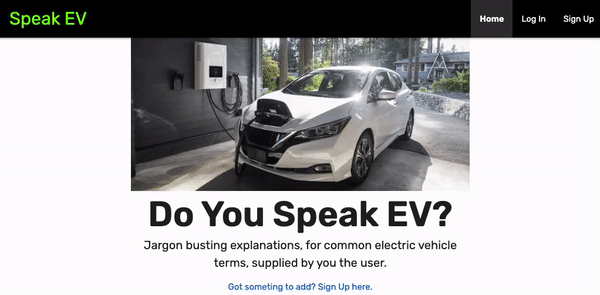 Speak EV
Home Log In Sign Up
Do You Speak EV?
Jargon busting explanations, for common electric vehicle
terms, supplied by you the user.
Got someting to add? Sign Up here.